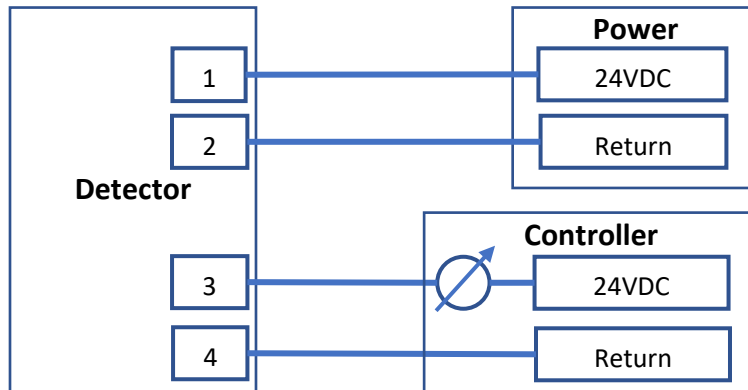 Power
1
24VDC
2
Return
Detector
Controller
3
24VDC
4
Return